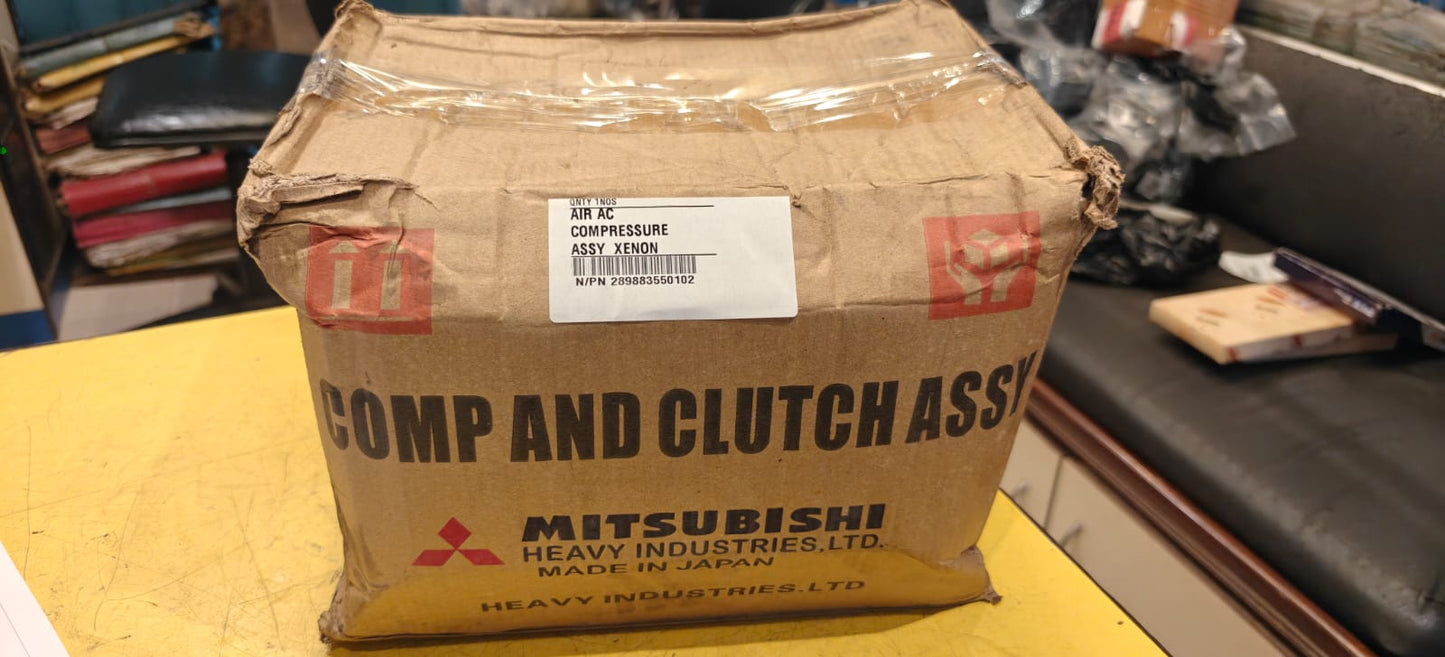 QNTY 1NOS
AIR AC
COMPRESSURE
ASSY XENON
N/PN 289883550102
COMP AND CLUTCH ASSY
MITSUBISHI
HEAVY INDUSTRIES,LTD.
MADE IN JAPAN
HEAVY INDUSTRIES.LTD